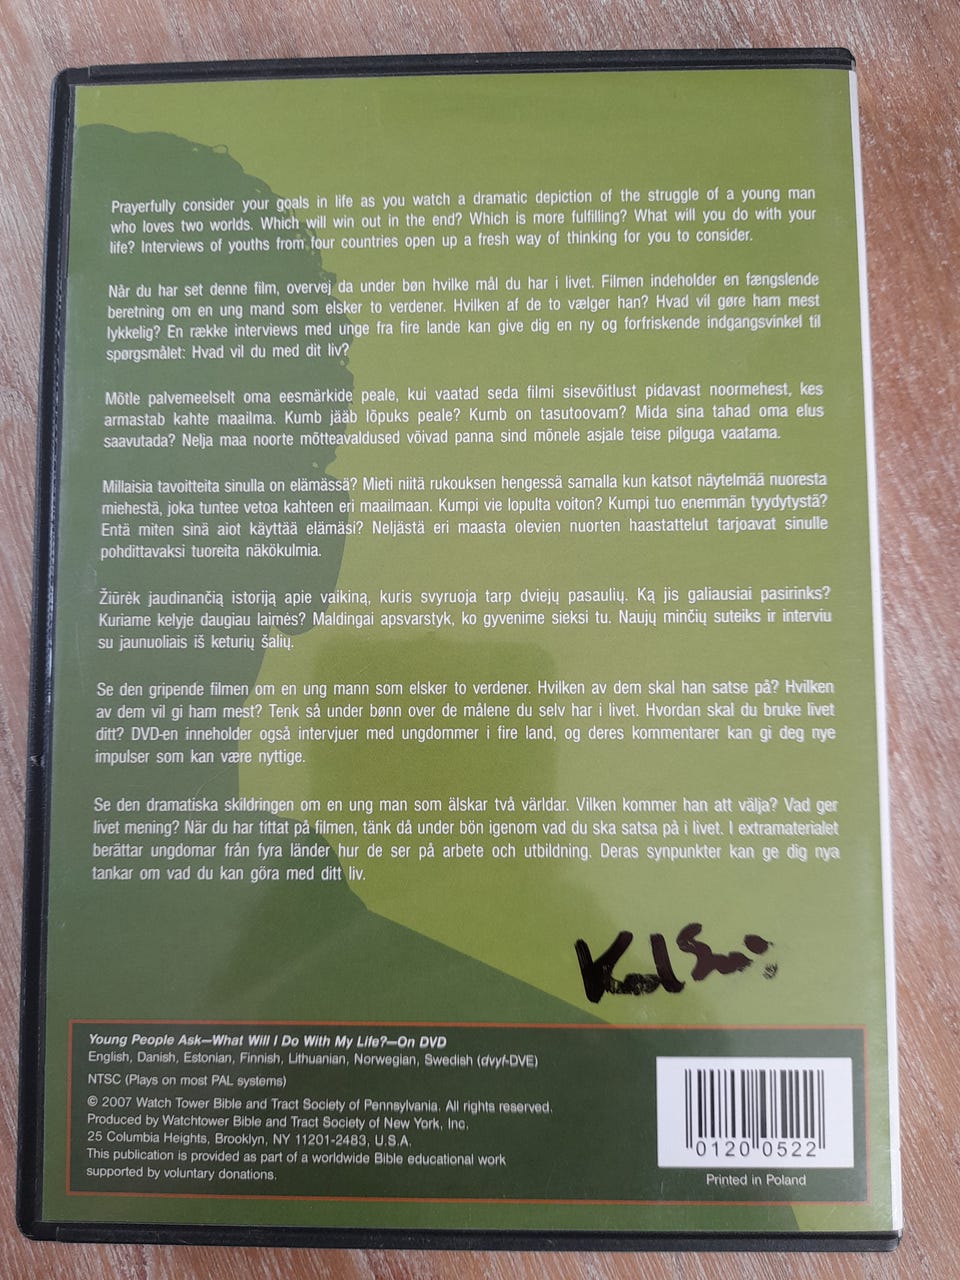 Prayerfully consider your goals in life as you watch a dramatic depiction of the struggle of a young man
who loves two worlds. Which will win out in the end? Which is more fulfilling? What will you do with your
life? Interviews of youths from four countries open up a fresh way of thinking for you to consider.
Når du har set denne film, overvej da under bøn hvilke mål du har i livet. Filmen indeholder en fængslende
beretning om en ung mand som elsker to verdener. Hvilken af de to vælger han? Hvad vil gøre ham mest
lykkelig? En række interviews med unge fra fire lande kan give dig en ny og forfriskende indgangsvinkel til
spørgsmålet: Hvad vil du med dit liv?
Mõtle palvemeelselt oma eesmärkide peale, kui vaatad seda filmi sisevõitlust pidavast noormehest, kes
armastab kahte maailma. Kumb jääb lõpuks peale? Kumb on tasutoovam? Mida sina tahad oma elus
saavutada? Nelja maa noorte mõtteavaldused võivad panna sind mõnele asjale teise pilguga vaatama.
Millaisia tavoitteita sinulla on elämässä? Mieti niitä rukouksen hengessä samalla kun katsot näytelmää nuoresta
miehestä, joka tuntee vetoa kahteen eri maailmaan. Kumpi vie lopulta voiton? Kumpi tuo enemmän tyydytystä?
Entä miten sinä aiot käyttää elämäsi? Neljästä eri maasta olevien nuorten haastattelut tarjoavat sinulle
pohdittavaksi tuoreita näkökulmia.
Žiūrėk jaudinančią istoriją apie vaikiną, kuris svyruoja tarp dviejų pasaulių. Ką jis galiausiai pasirinks?
Kuriame kelyje daugiau laimės? Maldingai apsvarstyk, ko gyvenime sieksi tu. Naujų minčių suteiks ir interviu
su jaunuoliais iš keturių šalių.
Se den gripende filmen om en ung mann som elsker to verdener. Hvilken av dem skal han satse på? Hvilken
av dem vil gi ham mest? Tenk så under bønn over de målene du selv har i livet. Hvordan skal du bruke livet
ditt? DVD-en inneholder også intervjuer med ungdommer i fire land, og deres kommentarer kan gi deg nye
impulser som kan være nyttige.
Se den dramatiska skildringen om en ung man som älskar två världar. Vilken kommer han att välja? Vad ger
livet mening? När du har tittat på filmen, tänk då under bön igenom vad du ska satsa på i livet. I extramaterialet
berättar ungdomar från fyra länder hur de ser på arbete och utbildning. Deras synpunkter kan ge dig nya
tankar om vad du kan göra med ditt liv.
Young People Ask—What Will I Do With My Life?—On DVD
English, Danish, Estonian, Finnish, Lithuanian, Norwegian, Swedish (dvyf-DVE)
NTSC (Plays on most PAL systems)
© 2007 Watch Tower Bible and Tract Society of Pennsylvania. All rights reserved.
Produced by Watchtower Bible and Tract Society of New York, Inc.
25 Columbia Heights, Brooklyn, NY 11201-2483, U.S.A.
This publication is provided as part of a worldwide Bible educational work
supported by voluntary donations.
0120 0522
Printed in Poland